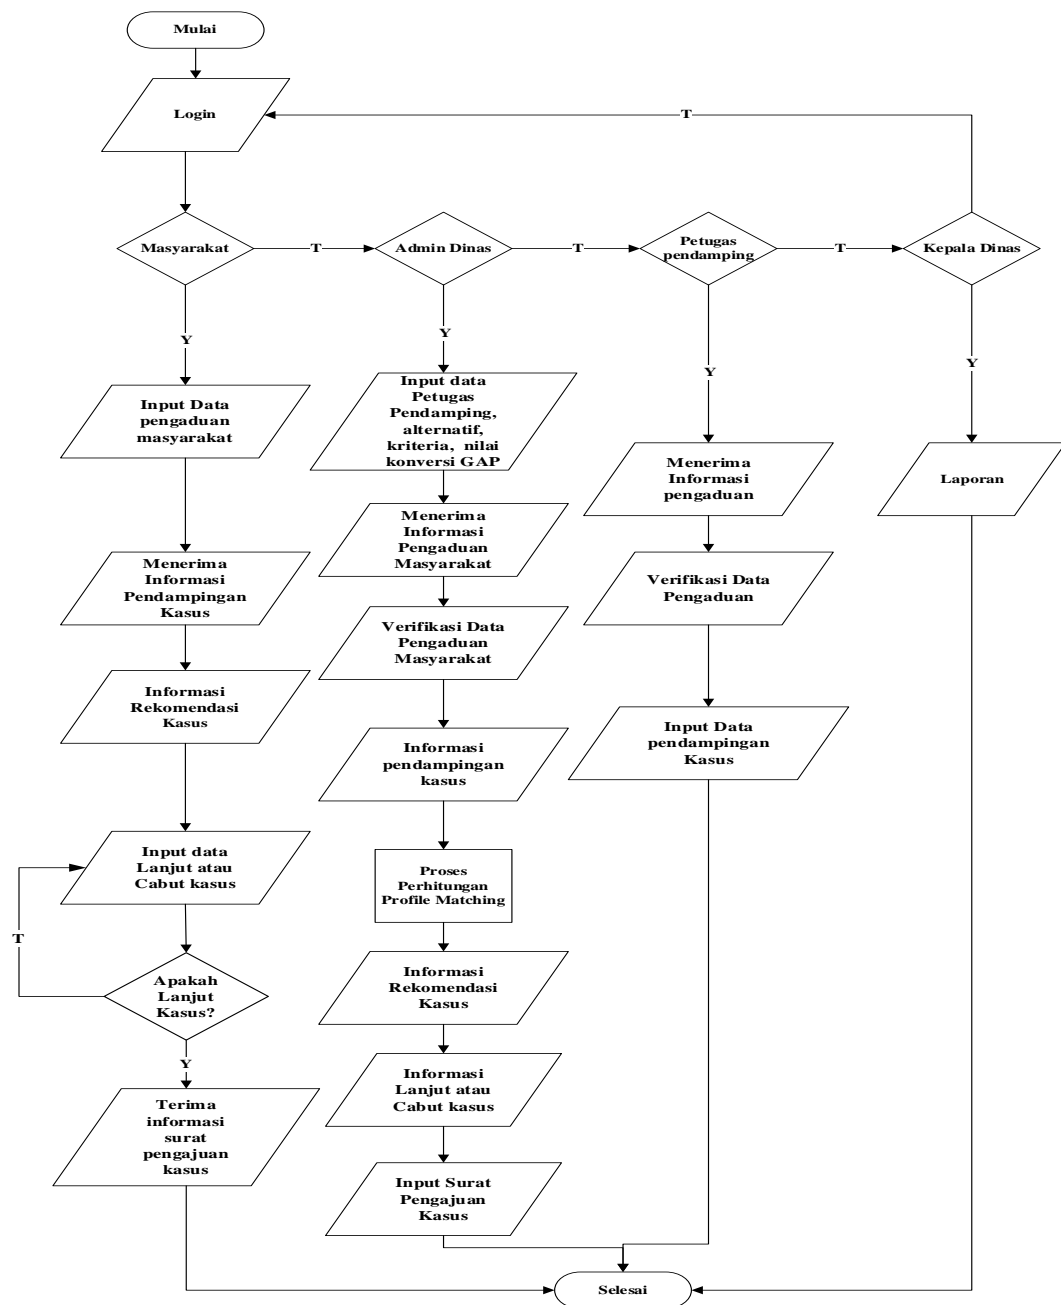 Mulai
Login
T
Masyarakat
T
Admin Dinas
T
Petugas
pendamping
T
Kepala Dinas
Y
Input Data
pengaduan
masyarakat
Menerima
Informasi
Pendampingan
Kasus
Informasi
Rekomendasi
Kasus
Input data
Lanjut atau
Cabut kasus
T
Apakah
Lanjut
Kasus?
Y
Terima
informasi
surat
pengajuan
kasus
Y
Input data
Petugas
Pendamping,
alternatif,
kriteria, nilai
konversi GAP
Menerima
Informasi
Pengaduan
Masyarakat
Verifikasi Data
Pengaduan
Masyarakat
Informasi
pendampingan
kasus
Proses
Perhitungan
Profile Matching
Informasi
Rekomendasi
Kasus
Informasi
Lanjut atau
Cabut kasus
Input Surat
Pengajuan
Kasus
Y
Menerima
Informasi
pengaduan
Verifikasi Data
Pengaduan
Input Data
pendampingan
Kasus
Y
Laporan
Selesai